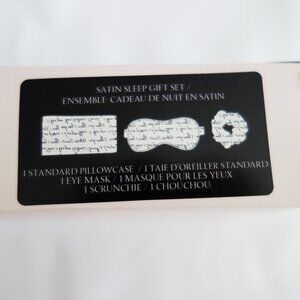 SATIN SLEEP GIFT SET /
ENSEMBLE-CADEAU DE NUIT EN SATIN
1 STANDARD PILLOWCASE / 1 TAIE D'OREILLER STANDARD
1 EYE MASK / 1 MASQUE POUR LES YEUX
1 SCRUNCHIE / 1 CHOUCHOU